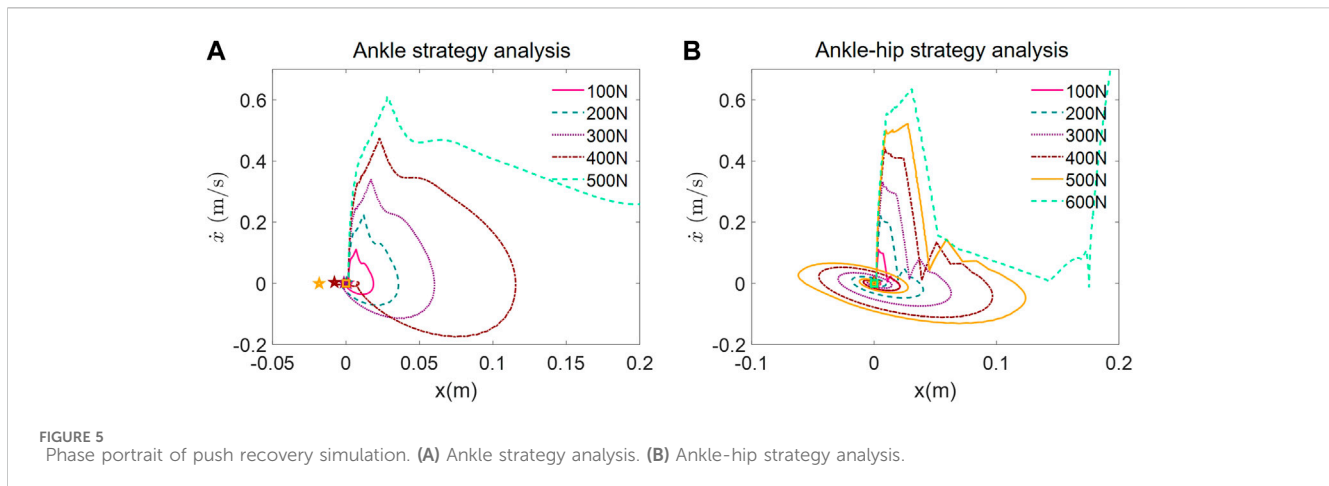 A
Ankle strategy analysis
0.6
0.4
0.2
0
-0.2
ẋ (m/s)
-0.05
0
0.05
0.1
0.15
0.2
x(m)
100N
200N
300N
400N
500N
B
Ankle-hip strategy analysis
0.6
0.4
0.2
0
-0.2
ẋ (m/s)
-0.1
0
0.1
0.2
x(m)
100N
200N
300N
400N
500N
600N
FIGURE 5
Phase portrait of push recovery simulation. (A) Ankle strategy analysis. (B) Ankle-hip strategy analysis.